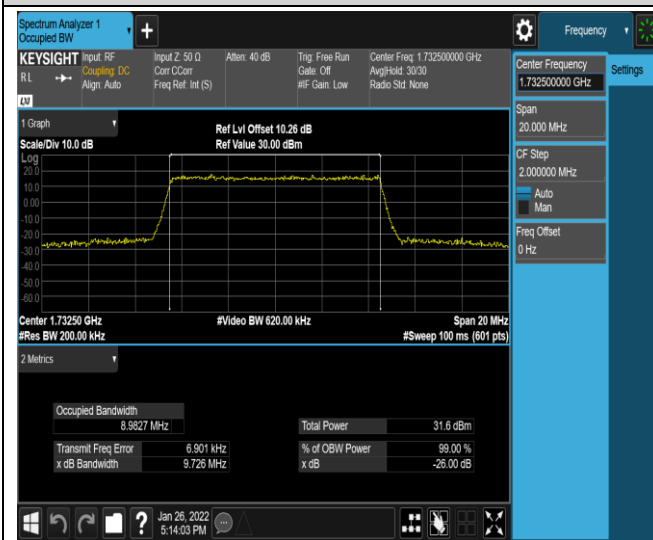 Spectrum Analyzer 1
Occupied BW
+
Frequency
KEYSIGHT
R L
LXI
Input: RF
Coupling: DC
Align: Auto
Input Z: 50 Ω
Corr CCorr
Freq Ref: Int (S)
Atten: 40 dB
Trig: Free Run
Gate: Off
#IF Gain: Low
Center Freq: 1.732500000 GHz
Avg|Hold: 30/30
Radio Std: None
Center Frequency
1.732500000 GHz
Settings
Span
20.000 MHz
CF Step
2.000000 MHz
Auto
Man
Freq Offset
0 Hz
1 Graph
Scale/Div 10.0 dB
Ref Lvl Offset 10.26 dB
Ref Value 30.00 dBm
Log
20.0
10.0
0.00
-10.0
-20.0
-30.0
-40.0
-50.0
-60.0
Center 1.73250 GHz
#Video BW 620.00 kHz
Span 20 MHz
#Res BW 200.00 kHz
#Sweep 100 ms (601 pts)
2 Metrics
Occupied Bandwidth
8.9827 MHz
Total Power 31.6 dBm
Transmit Freq Error 6.901 kHz
% of OBW Power 99.00 %
x dB Bandwidth 9.726 MHz
x dB -26.00 dB
?
Jan 26, 2022
5:14:03 PM